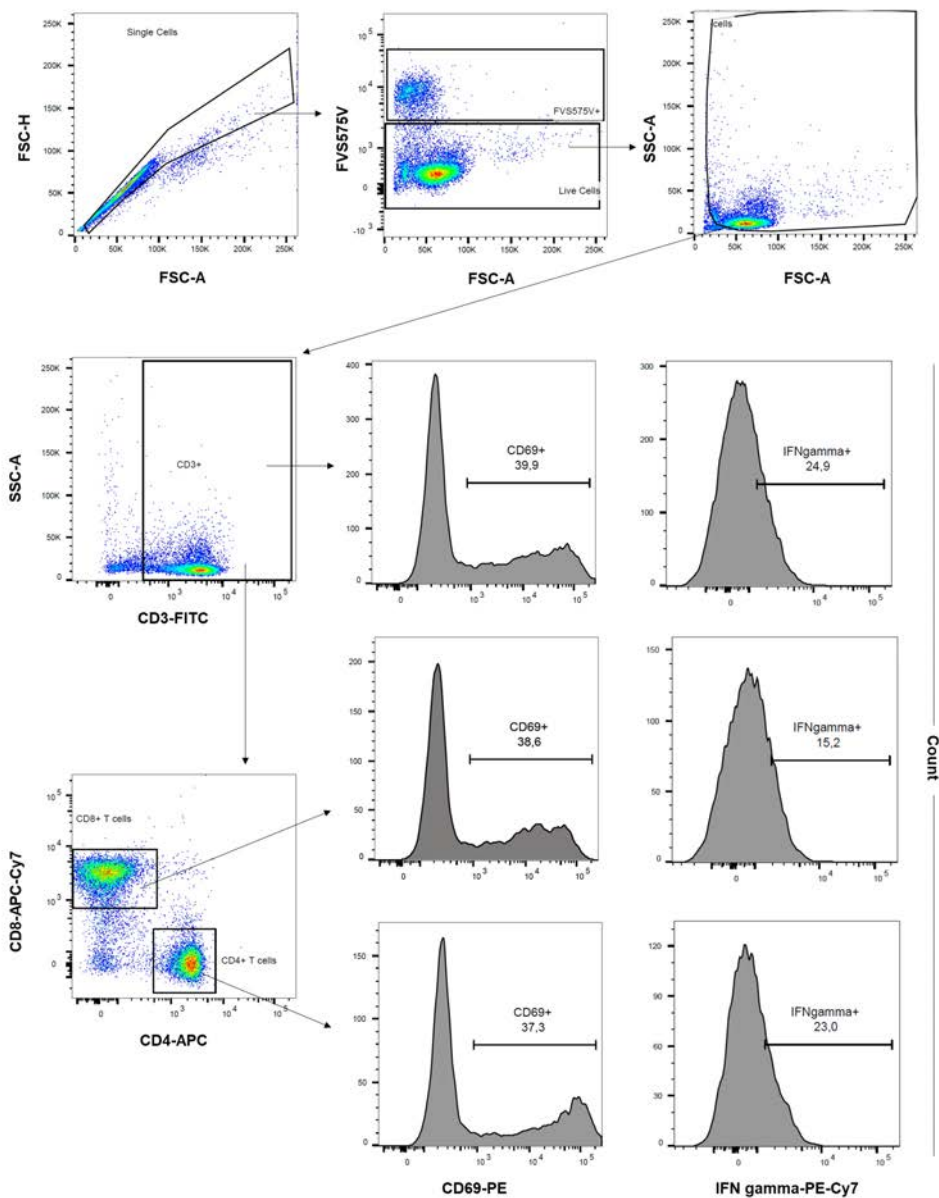 250K
200K
150K
100K
50K
0
Single Cells
FSC-H
0 50K 100K 150K 200K 250K
FSC-A
10^5
10^4
10^3
0
-10^3
FVS575V+
Live Cells
FVS575V
0 50K 100K 150K 200K 250K
FSC-A
250K
200K
150K
100K
50K
0
cells
SSC-A
0 50K 100K 150K 200K 250K
FSC-A
250K
200K
150K
100K
50K
0
CD3+
SSC-A
0 10^3 10^4 10^5
CD3-FITC
400
300
200
100
0
CD69+
39,9
0 10^3 10^4 10^5
300
200
100
0
IFNgamma+
24,9
0 10^4 10^5
200
150
100
50
0
CD69+
38,6
0 10^3 10^4 10^5
150
100
50
0
IFNgamma+
15,2
0 10^4 10^5
Count
10^5
10^4
10^3
0
CD8+ T cells
CD4+ T cells
CD8-APC-Cy7
0 10^3 10^4 10^5
CD4-APC
150
100
50
0
CD69+
37,3
0 10^3 10^4 10^5
CD69-PE
120
90
60
30
0
IFNgamma+
23,0
0 10^4 10^5
IFN gamma-PE-Cy7